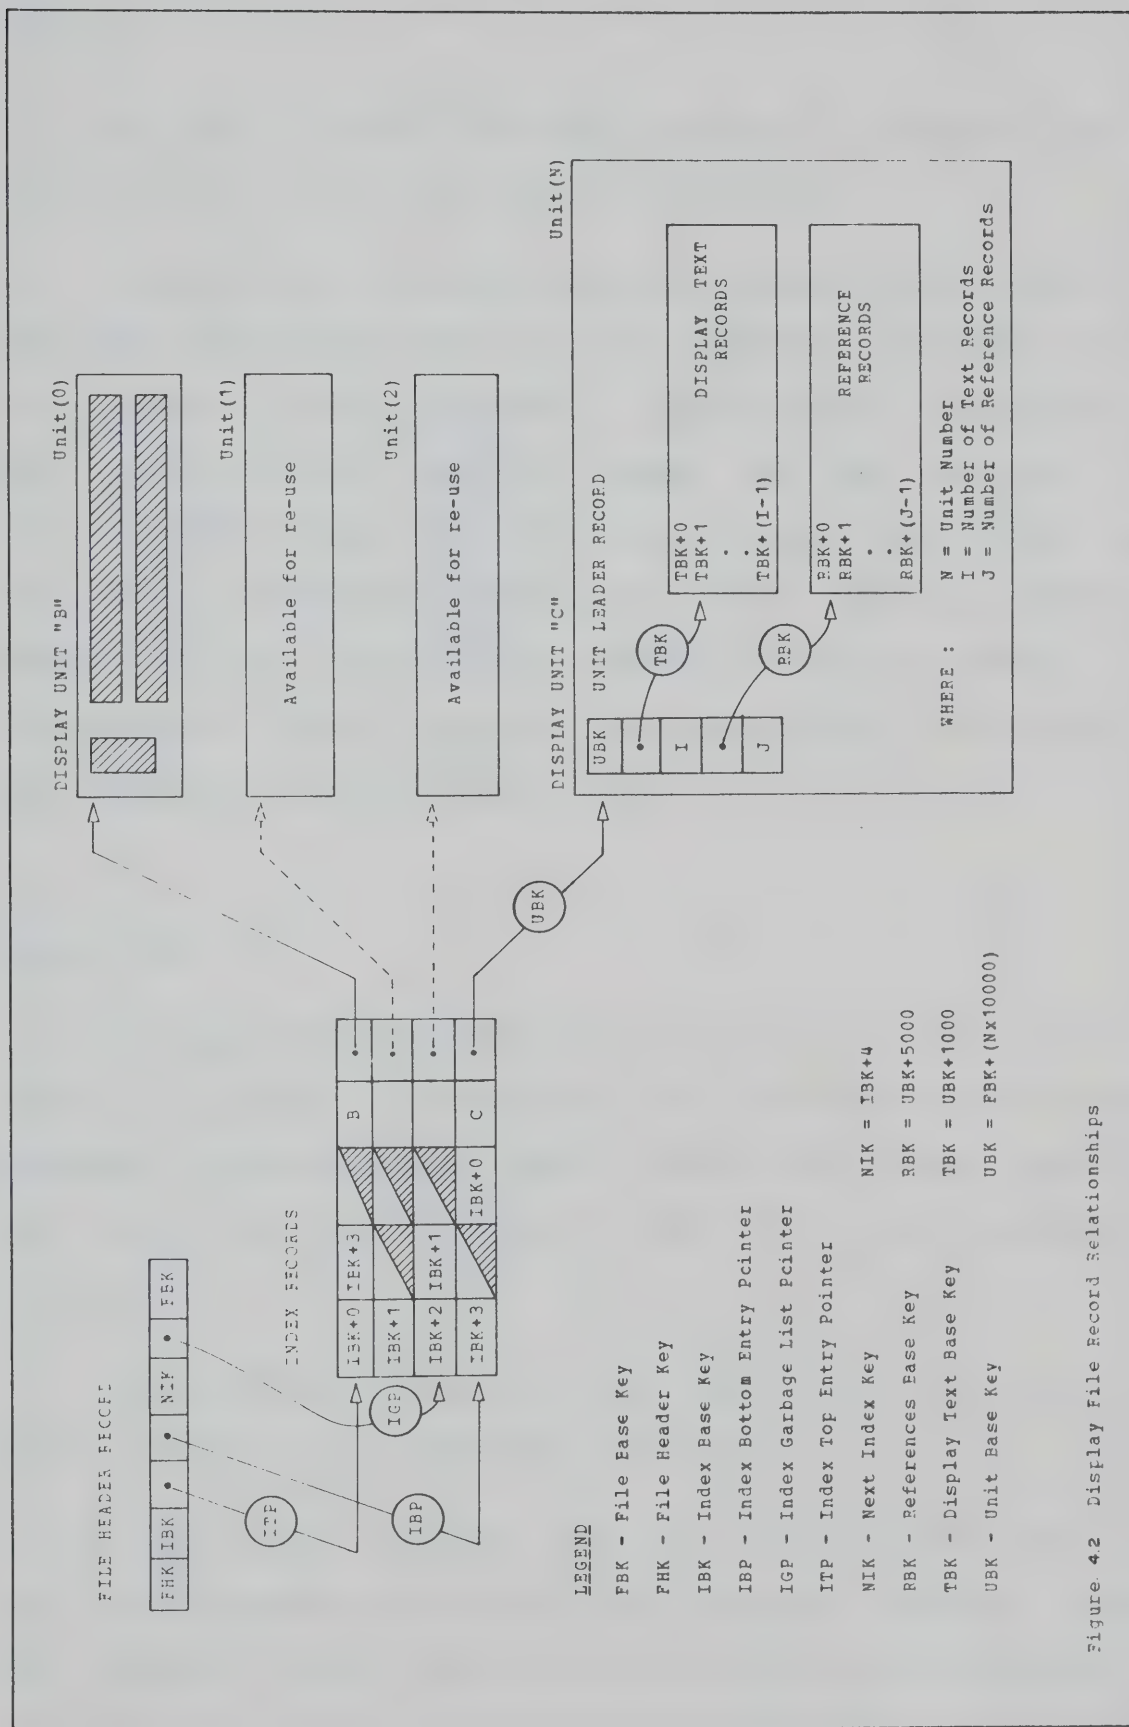 FILE HEADER RECORD
FHK IBK NIK FBK
ITP
IBP
IGP
INDEX RECORDS
IBK+0 IBK+3 B
IBK+1
IBK+2 IBK+1
IBK+3 IBK+0 C
UBK
DISPLAY UNIT "B" Unit(0)
Unit(1)
Available for re-use
Unit(2)
Available for re-use
DISPLAY UNIT "C" Unit(N)
UNIT LEADER RECORD
UBK
I
J
TBK
TBK+0
TBK+1
TBK+(I-1)
DISPLAY TEXT
RECORDS
RBK
RBK+0
RBK+1
RBK+(J-1)
REFERENCE
RECORDS
WHERE :
N = Unit Number
I = Number of Text Records
J = Number of Reference Records
LEGEND
FBK - File Base Key
FHK - File Header Key
IBK - Index Base Key
IBP - Index Bottom Entry Pointer
IGP - Index Garbage List Pointer
ITP - Index Top Entry Pointer
NIK - Next Index Key NIK = IBK+4
RBK - References Base Key RBK = UBK+5000
TBK - Display Text Base Key TBK = UBK+1000
UBK - Unit Base Key UBK = FBK+(Nx10000)
Figure 4.2 Display File Record Relationships